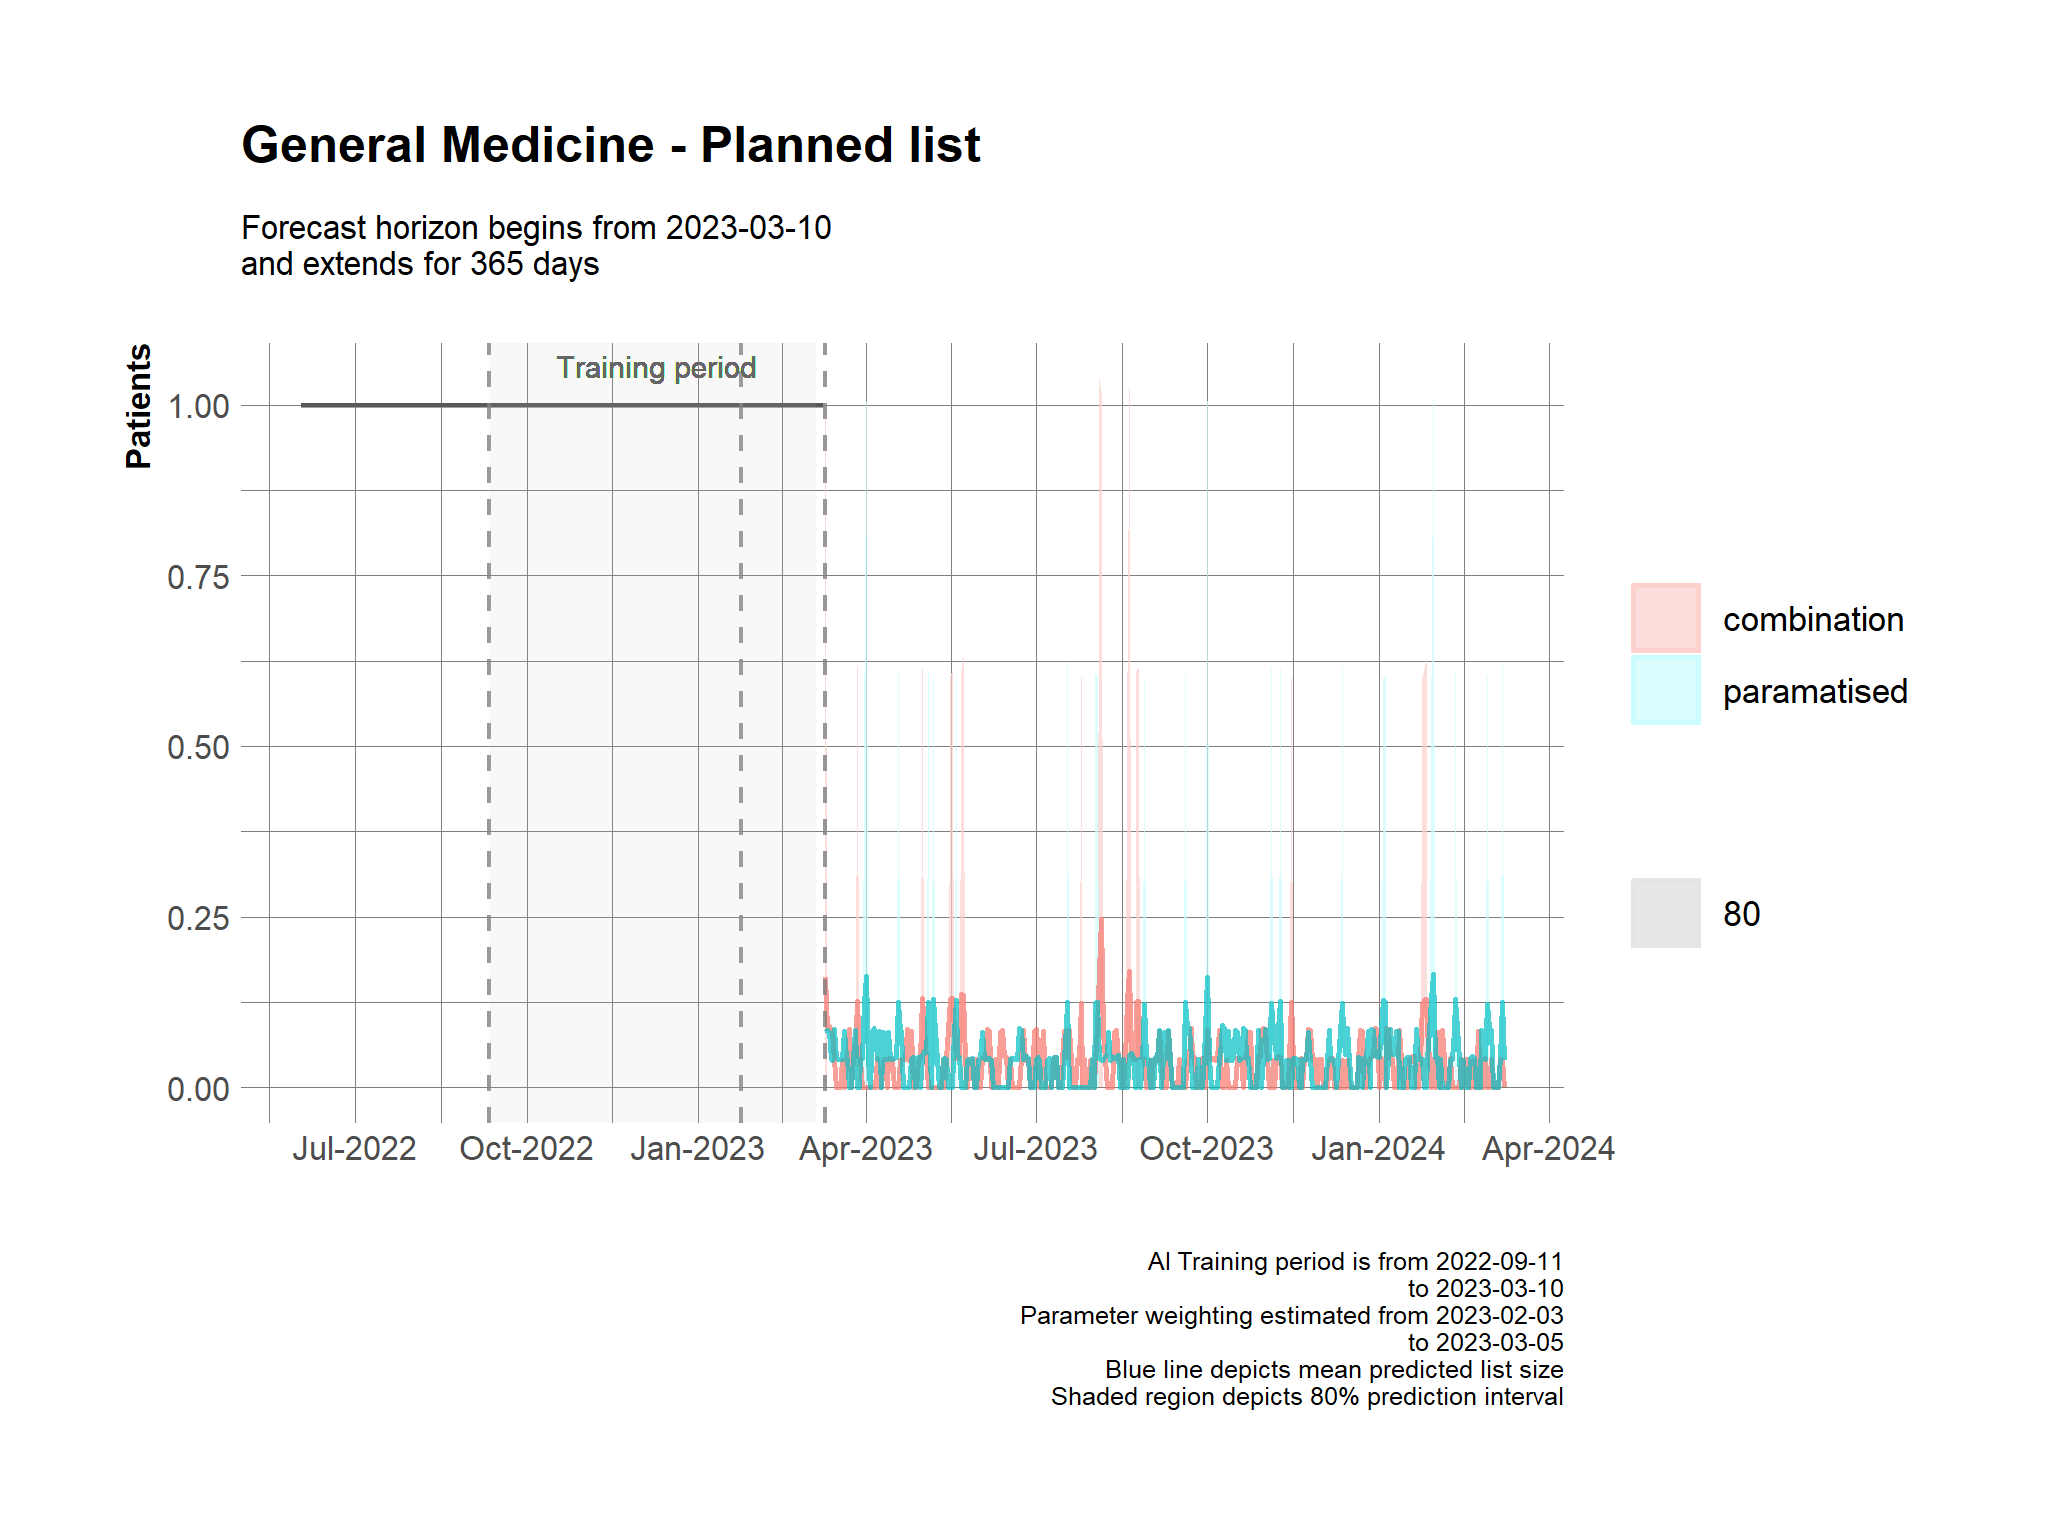 General Medicine - Planned list
Forecast horizon begins from 2023-03-10
and extends for 365 days
Patients
Training period
1.00
0.75
0.50
0.25
0.00
Jul-2022
Oct-2022
Jan-2023
Apr-2023
Jul-2023
Oct-2023
Jan-2024
Apr-2024
combination
paramatised
80
AI Training period is from 2022-09-11
to 2023-03-10
Parameter weighting estimated from 2023-02-03
to 2023-03-05
Blue line depicts mean predicted list size
Shaded region depicts 80% prediction interval